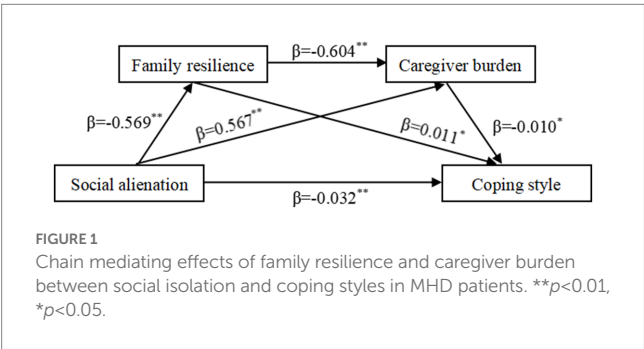 β=-0.604**
Family resilience
Caregiver burden
β=-0.569**
β=0.567**
β=0.011*
β=-0.010*
Social alienation
Coping style
β=-0.032**
FIGURE 1
Chain mediating effects of family resilience and caregiver burden
between social isolation and coping styles in MHD patients. **p<0.01,
*p<0.05.